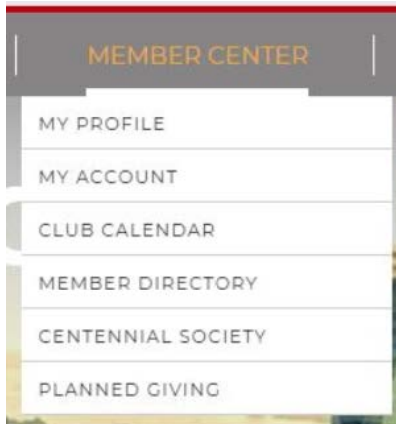 MEMBER CENTER
MY PROFILE
MY ACCOUNT
CLUB CALENDAR
MEMBER DIRECTORY
CENTENNIAL SOCIETY
PLANNED GIVING